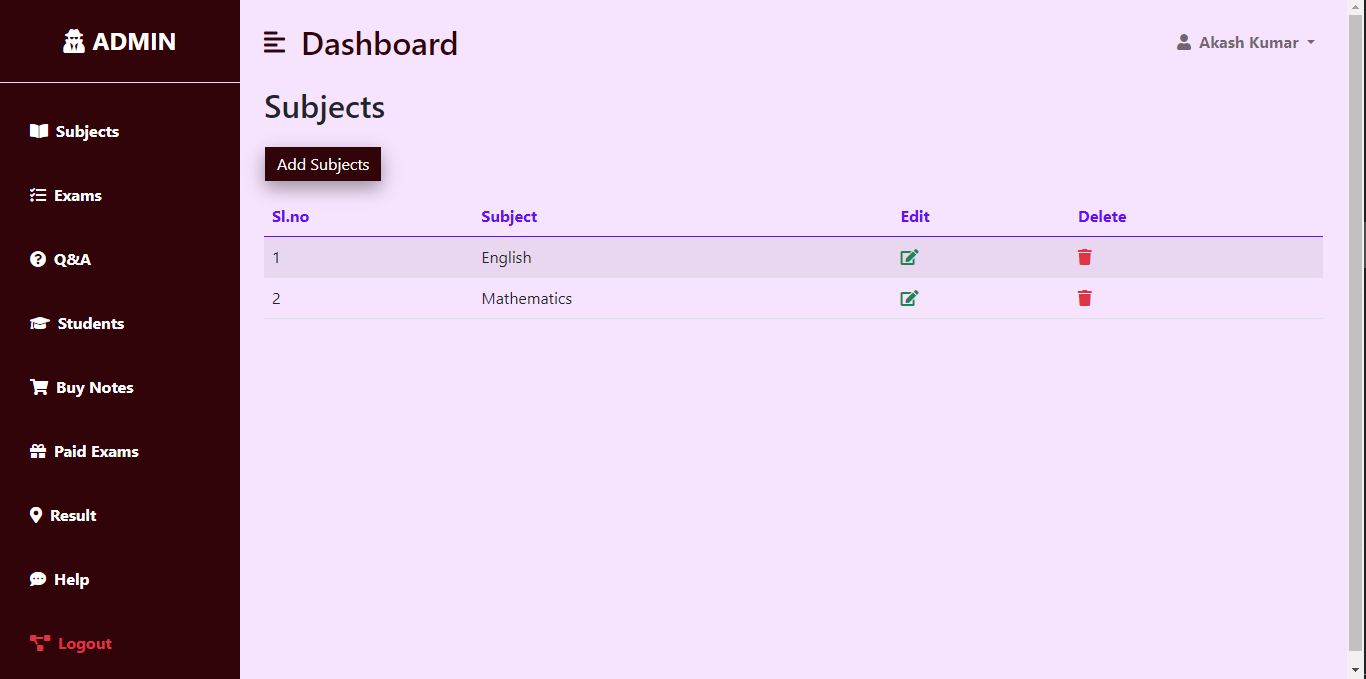 ADMIN
Subjects
Exams
Q&A
Students
Buy Notes
Paid Exams
Result
Help
Logout
Dashboard
Akash Kumar
Subjects
Add Subjects
Sl.no Subject Edit Delete
1 English
2 Mathematics